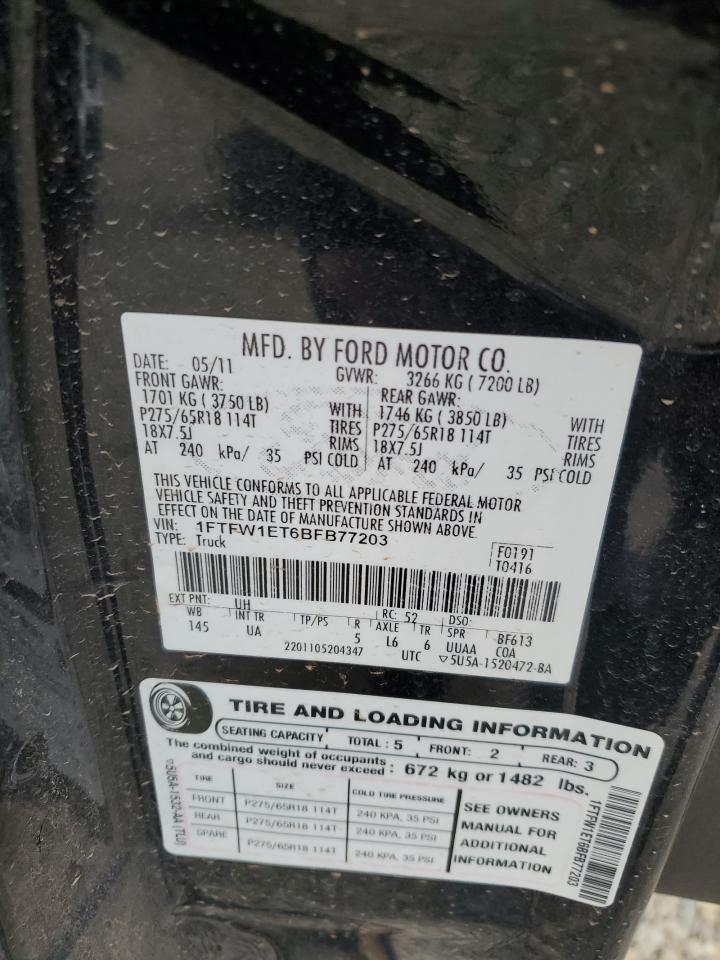 MFD. BY FORD MOTOR CO.
DATE: 05/11 GVWR: 3266 KG ( 7200 LB)
FRONT GAWR: REAR GAWR:
1701 KG ( 3750 LB) WITH 1746 KG ( 3850 LB) WITH
P275/65R18 114T TIRES P275/65R18 114T TIRES
18X7.5J RIMS 18X7.5J RIMS
AT 240 kPa/ 35 PSI COLD AT 240 kPa/ 35 PSI COLD
THIS VEHICLE CONFORMS TO ALL APPLICABLE FEDERAL MOTOR
VEHICLE SAFETY AND THEFT PREVENTION STANDARDS IN
EFFECT ON THE DATE OF MANUFACTURE SHOWN ABOVE.
VIN: 1FTFW1ET6BFB77203
TYPE: Truck
F0191
T0416
EXT PNT: UH RC: 52 DSO:
WB INT TR TP/PS R AXLE TR SPR BF613
145 UA 5 L6 6 UUAA COA
2201105204347 UTC ▽5U5A-1520472-BA
TIRE AND LOADING INFORMATION
SEATING CAPACITY TOTAL : 5 FRONT: 2 REAR: 3
The combined weight of occupants
and cargo should never exceed : 672 kg or 1482 lbs.
TIRE SIZE COLD TIRE PRESSURE
FRONT P275/65R18 114T 240 KPA, 35 PSI
REAR P275/65R18 114T 240 KPA, 35 PSI
SPARE P275/65R18 114T 240 KPA, 35 PSI
SEE OWNERS
MANUAL FOR
ADDITIONAL
INFORMATION
▽5U5A-1532-AA (TLU)
1FTFW1ET6BFB77203